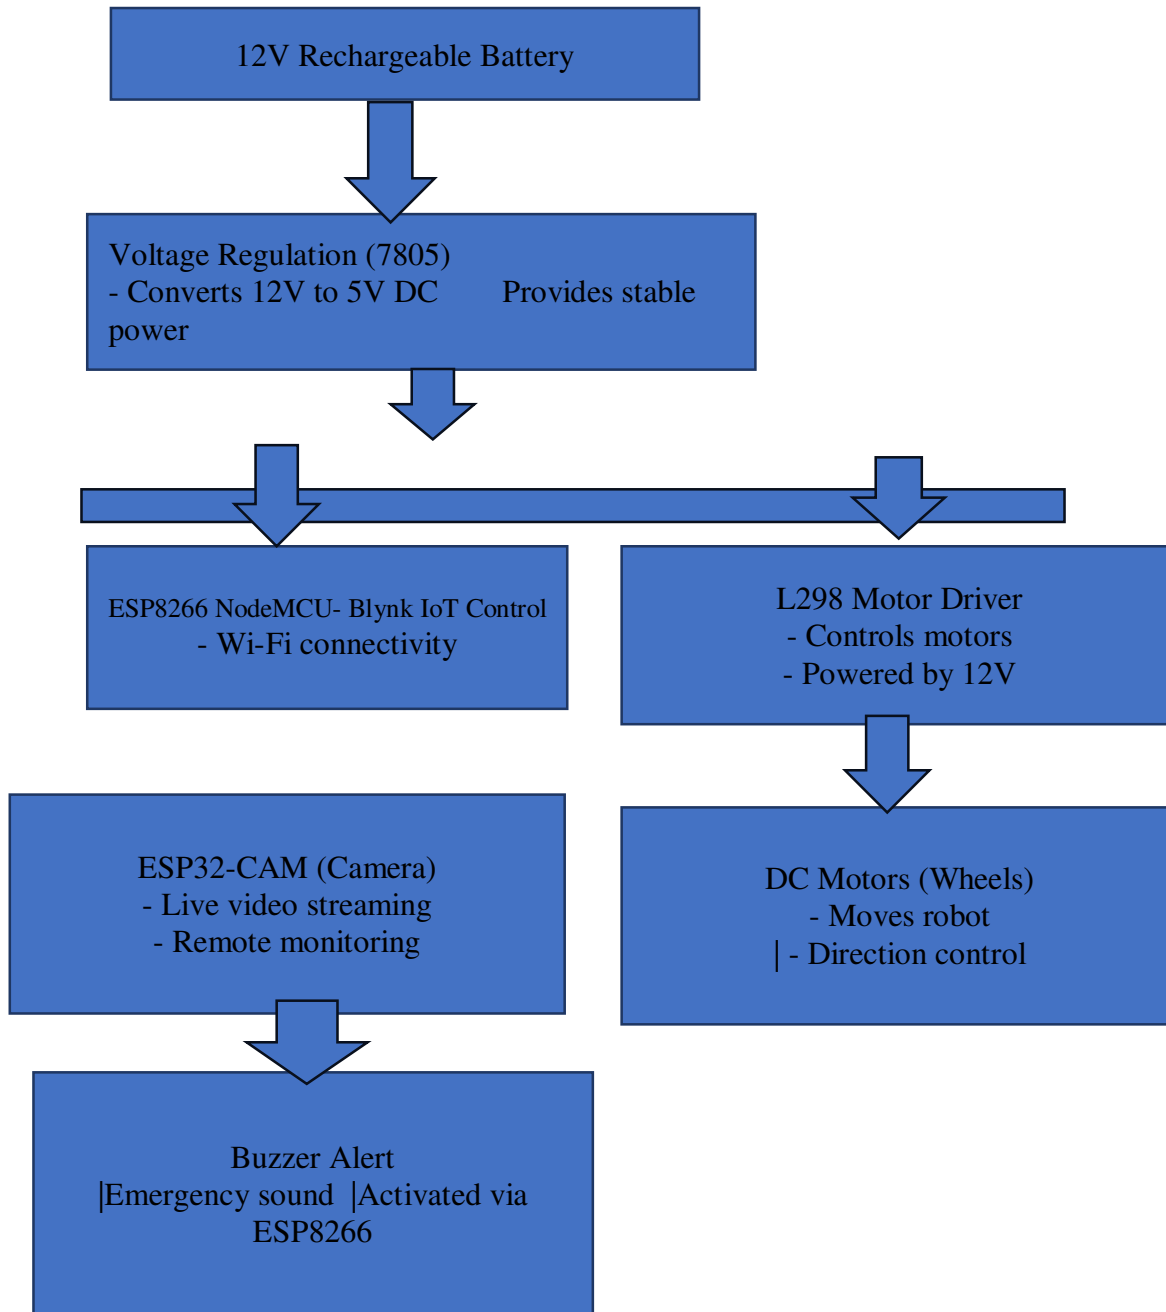 12V Rechargeable Battery
Voltage Regulation (7805)
- Converts 12V to 5V DC Provides stable
power
ESP8266 NodeMCU- Blynk IoT Control
- Wi-Fi connectivity
L298 Motor Driver
- Controls motors
- Powered by 12V
ESP32-CAM (Camera)
- Live video streaming
- Remote monitoring
DC Motors (Wheels)
- Moves robot
| - Direction control
Buzzer Alert
|Emergency sound |Activated via
ESP8266